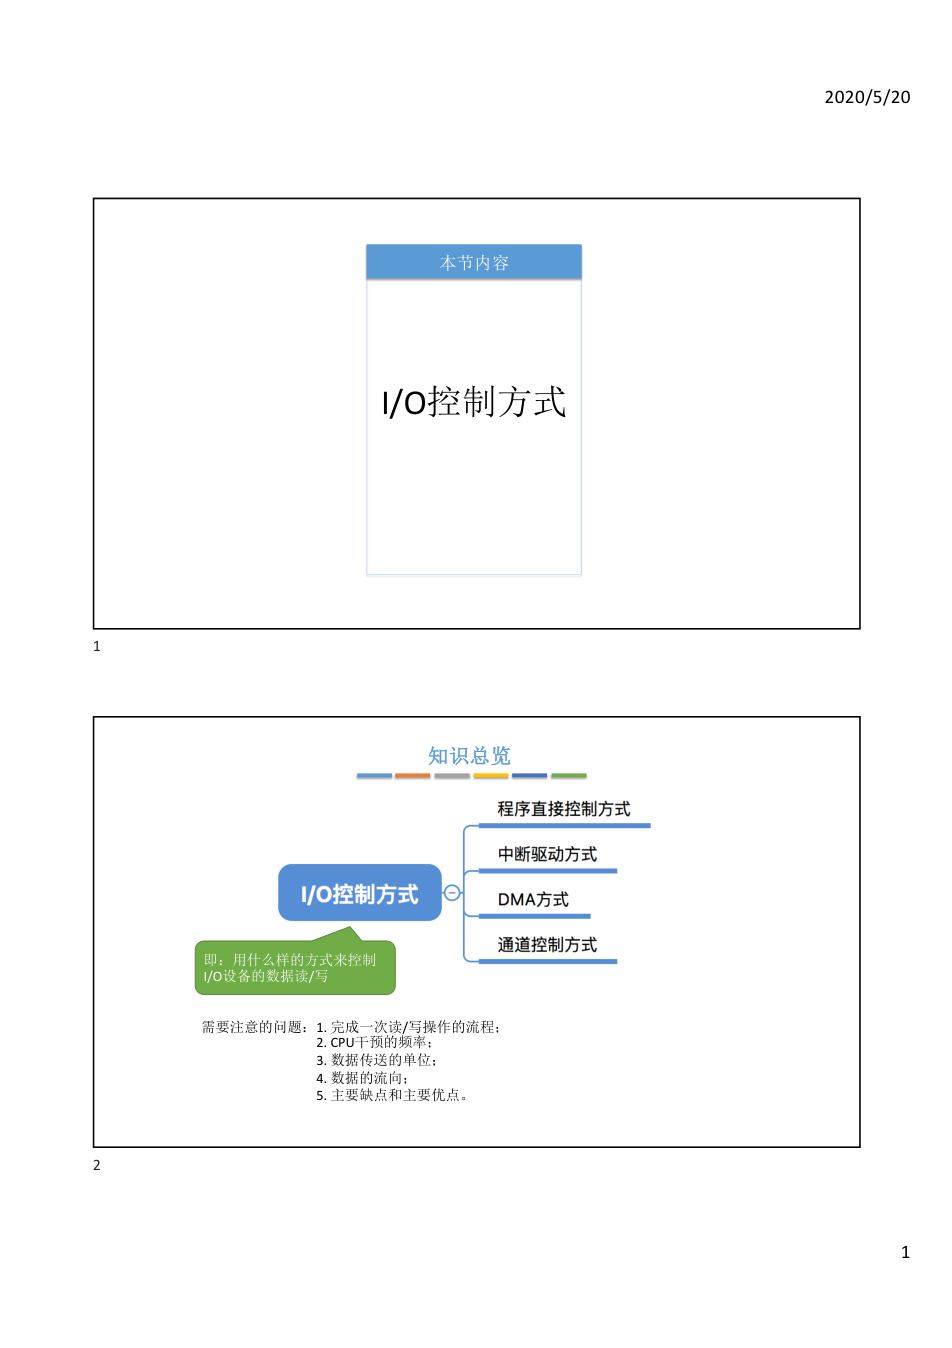 2020/5/20
本节内容
I/O控制方式
1
知识总览
程序直接控制方式
中断驱动方式
I/O控制方式
DMA方式
通道控制方式
即：用什么样的方式来控制
I/O设备的数据读/写
需要注意的问题：1. 完成一次读/写操作的流程；
2. CPU干预的频率；
3. 数据传送的单位；
4. 数据的流向；
5. 主要缺点和主要优点。
2
1